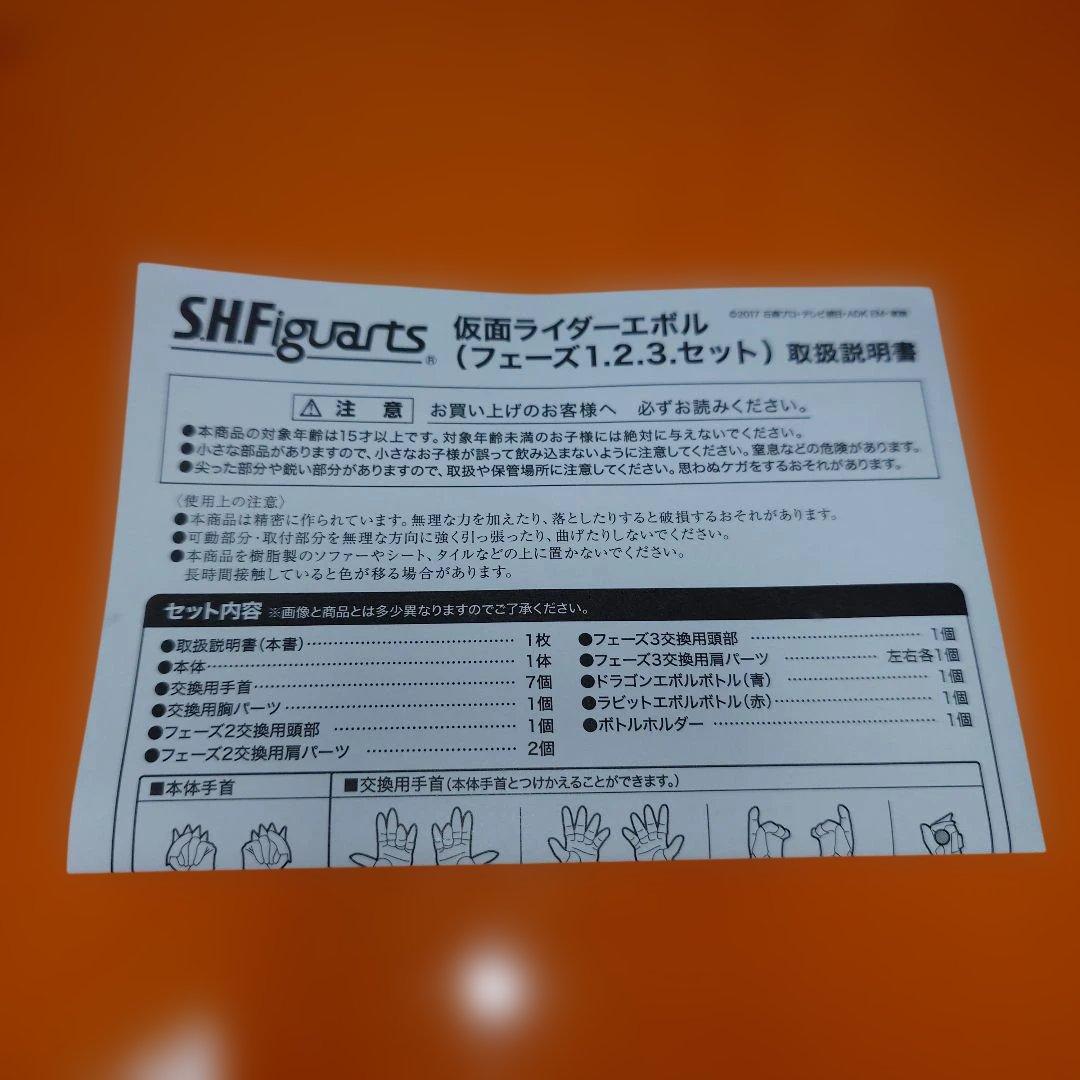 S.H.Figuarts®
仮面ライダーエボル
(フェーズ1.2.3.セット)取扱説明書
©2017 石森プロ・テレビ朝日・ADK EM・東映
⚠注 意 お買い上げのお客様へ 必ずお読みください。
●本商品の対象年齢は15才以上です。対象年齢未満のお子様には絶対に与えないでください。
●小さな部品がありますので、小さなお子様が誤って飲み込まないように注意してください。窒息などの危険があります。
●尖った部分や鋭い部分がありますので、取扱や保管場所に注意してください。思わぬケガをするおそれがあります。
〈使用上の注意〉
●本商品は精密に作られています。無理な力を加えたり、落としたりすると破損するおそれがあります。
●可動部分・取付部分を無理な方向に強く引っ張ったり、曲げたりしないでください。
●本商品を樹脂製のソファーやシート、タイルなどの上に置かないでください。
長時間接触していると色が移る場合があります。
セット内容 ※画像と商品とは多少異なりますのでご了承ください。
●取扱説明書(本書)…………………… 1枚
●本体…………………… 1体
●交換用手首…………………… 7個
●交換用胸パーツ…………………… 1個
●フェーズ2交換用頭部 …………………… 1個
●フェーズ2交換用肩パーツ …………………… 2個
●フェーズ3交換用頭部 …………………… 1個
●フェーズ3交換用肩パーツ …………… 左右各1個
●ドラゴンエボルボトル(青) …………………… 1個
●ラビットエボルボトル(赤)…………………… 1個
●ボトルホルダー …………………… 1個
■本体手首
■交換用手首(本体手首とつけかえることができます。)